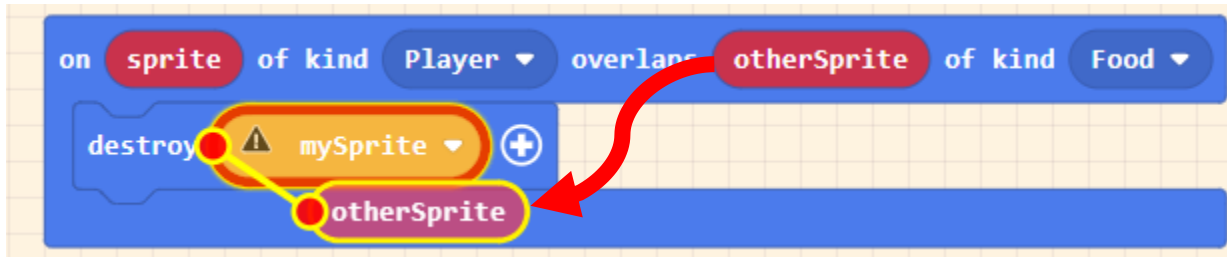 on sprite of kind Player overlaps otherSprite of kind Food
destroy mySprite
otherSprite